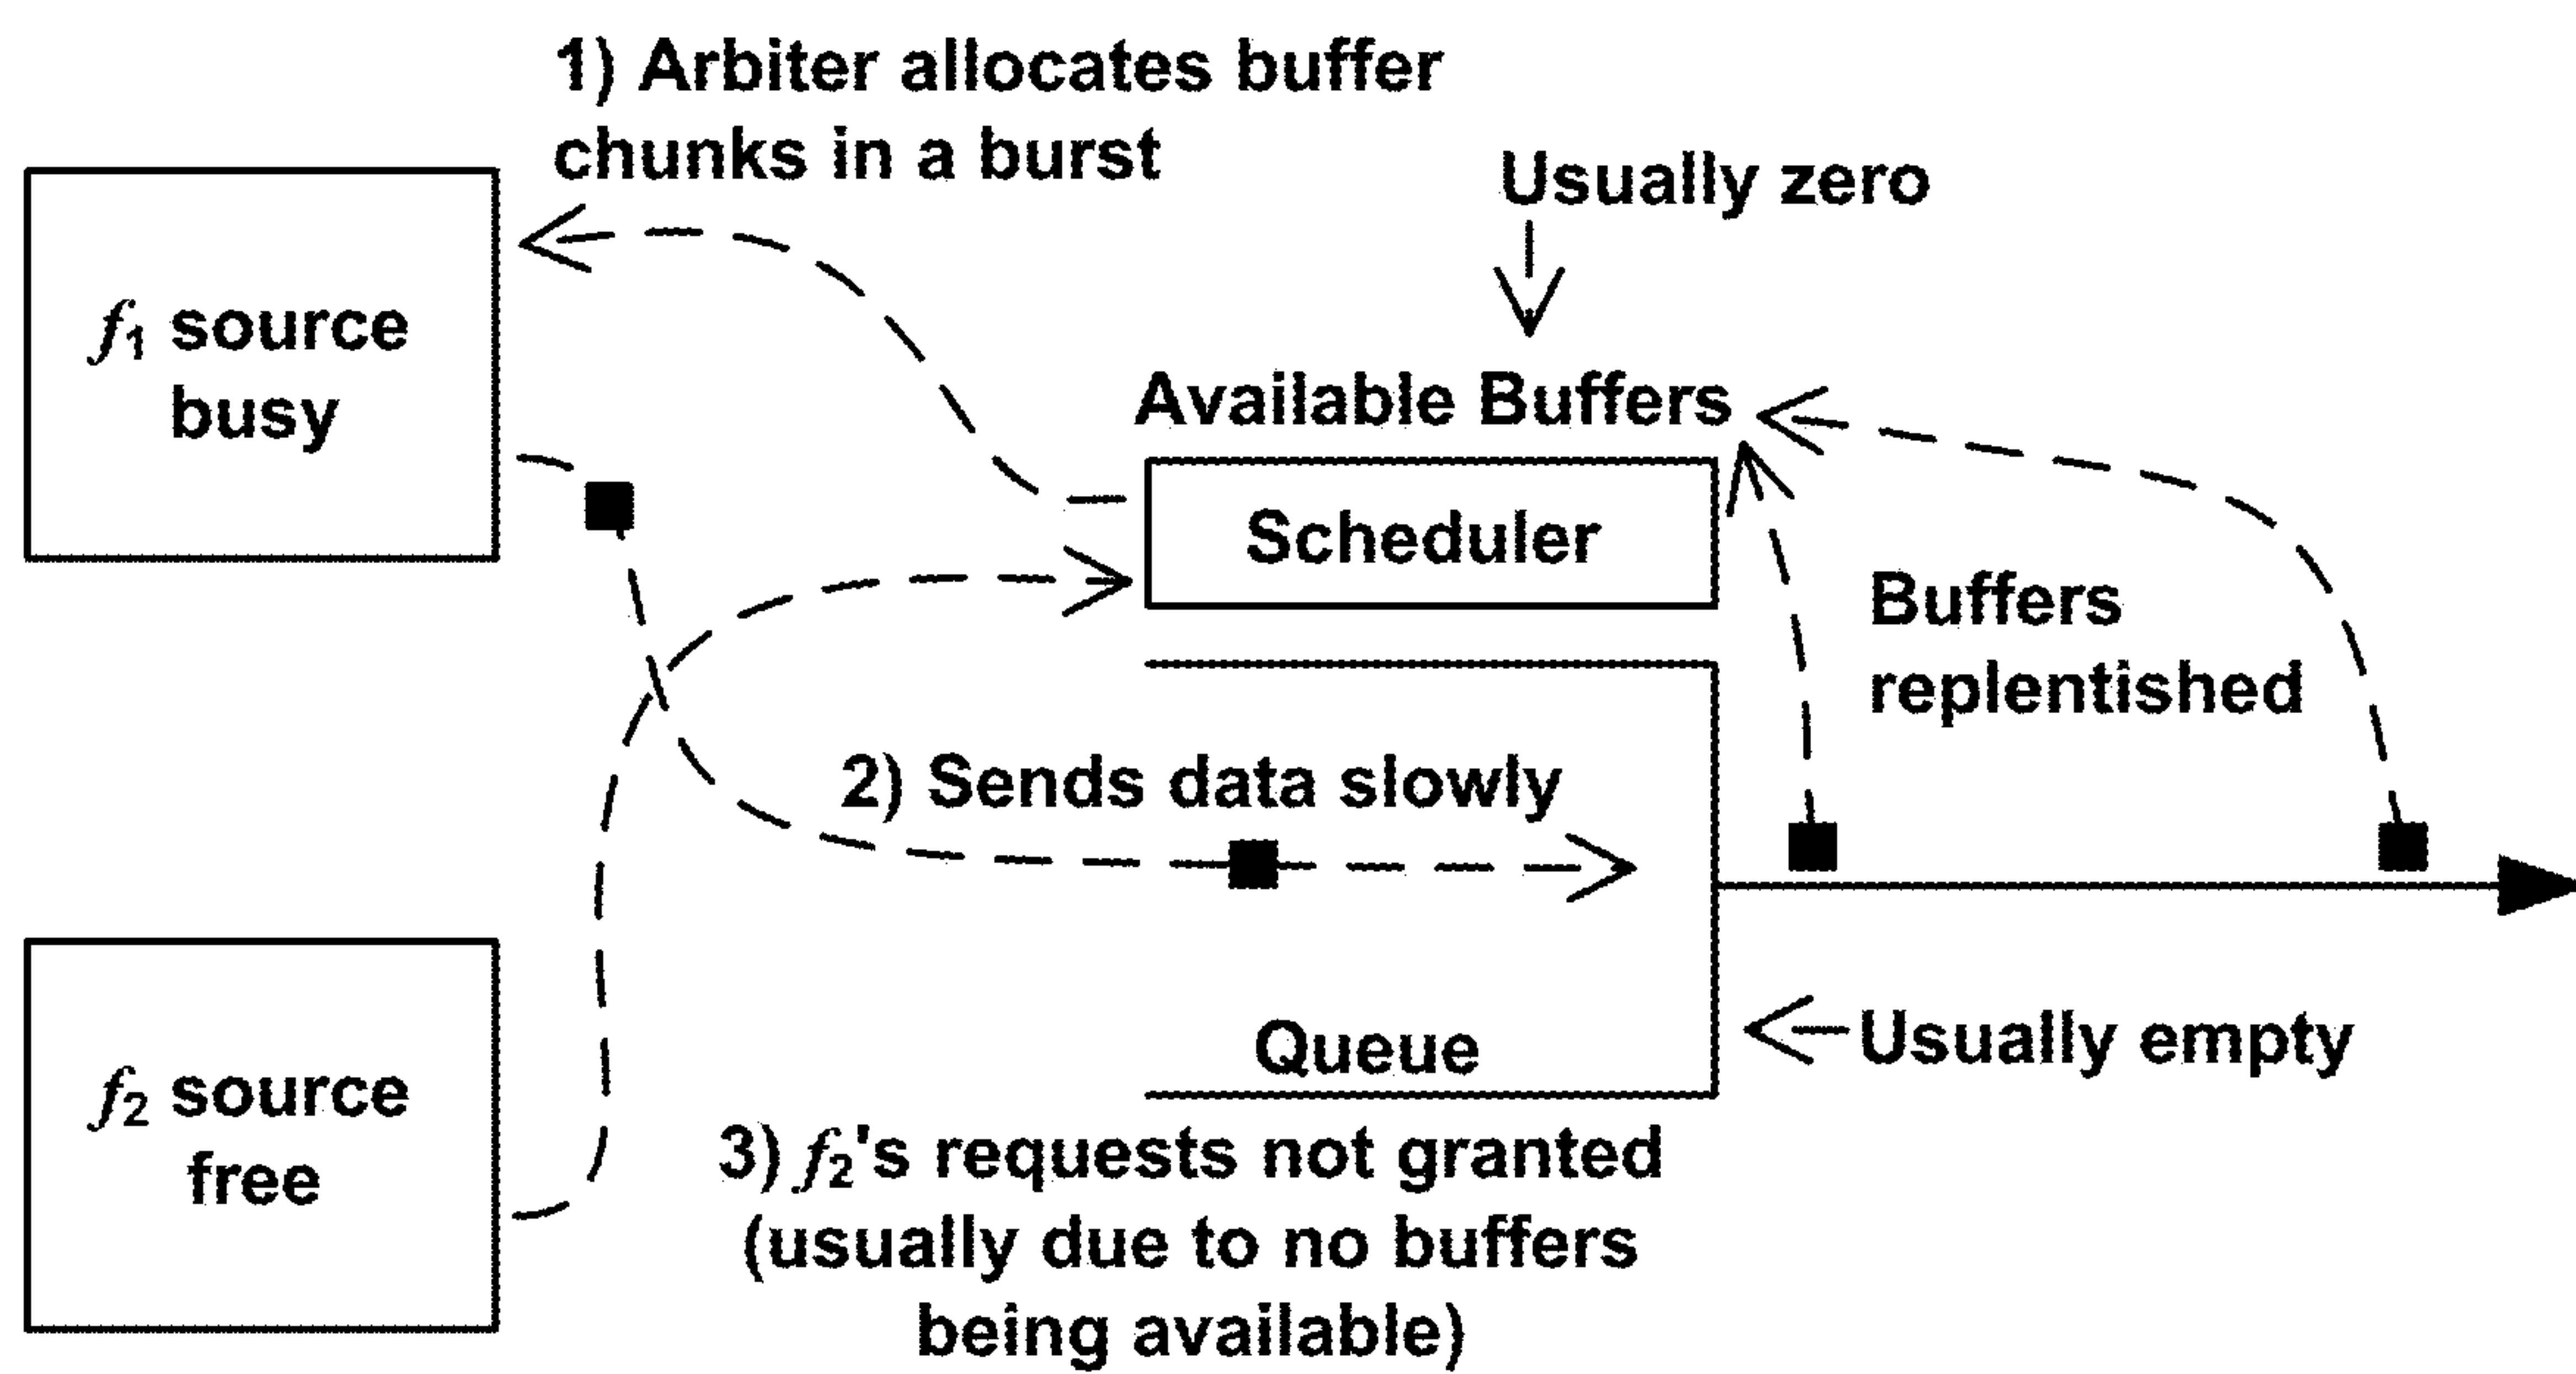 1) Arbiter allocates buffer
chunks in a burst
Usually zero
f1 source
busy
Available Buffers
Scheduler
Buffers
replentished
2) Sends data slowly
Queue
Usually empty
f2 source
free
3) f2's requests not granted
(usually due to no buffers
being available)